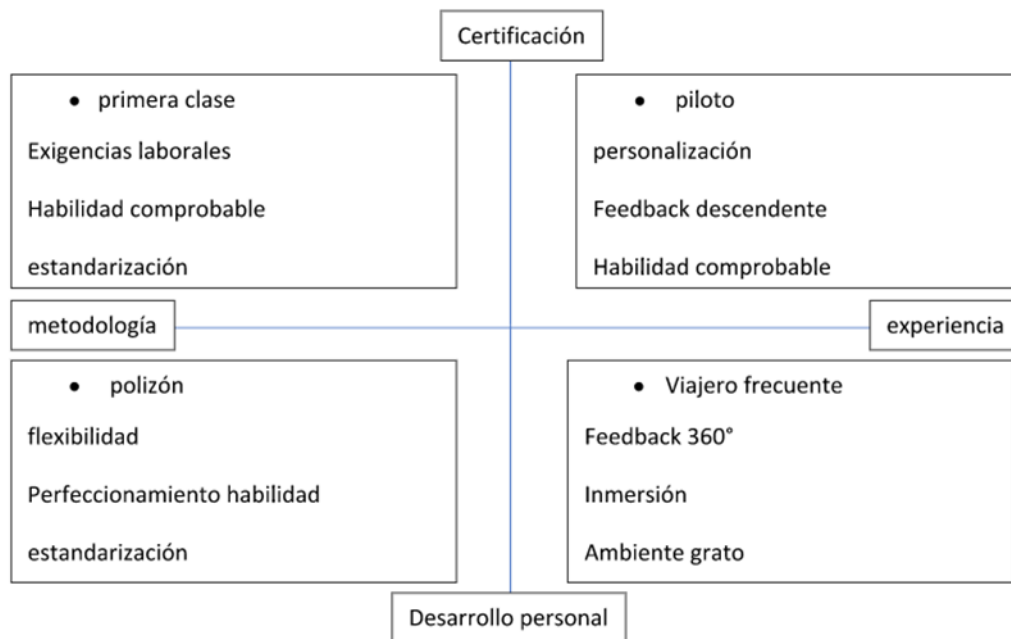 Certificación
• primera clase
Exigencias laborales
Habilidad comprobable
estandarización
• piloto
personalización
Feedback descendente
Habilidad comprobable
metodología
experiencia
• polizón
flexibilidad
Perfeccionamiento habilidad
estandarización
• Viajero frecuente
Feedback 360°
Inmersión
Ambiente grato
Desarrollo personal